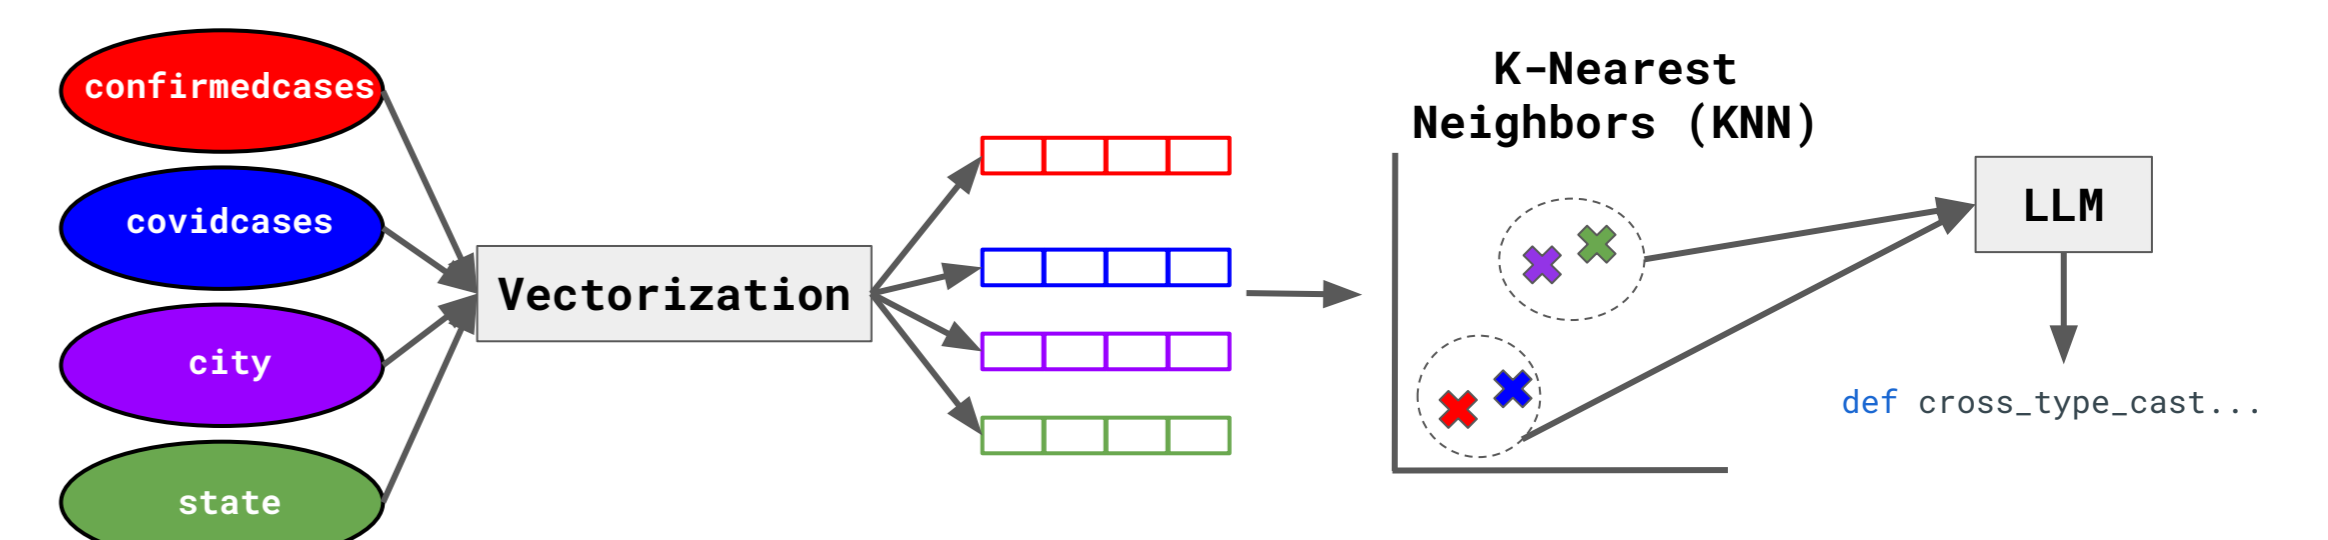 confirmedcases
covidcases
city
state
Vectorization
K-Nearest
Neighbors (KNN)
LLM
def cross_type_cast...